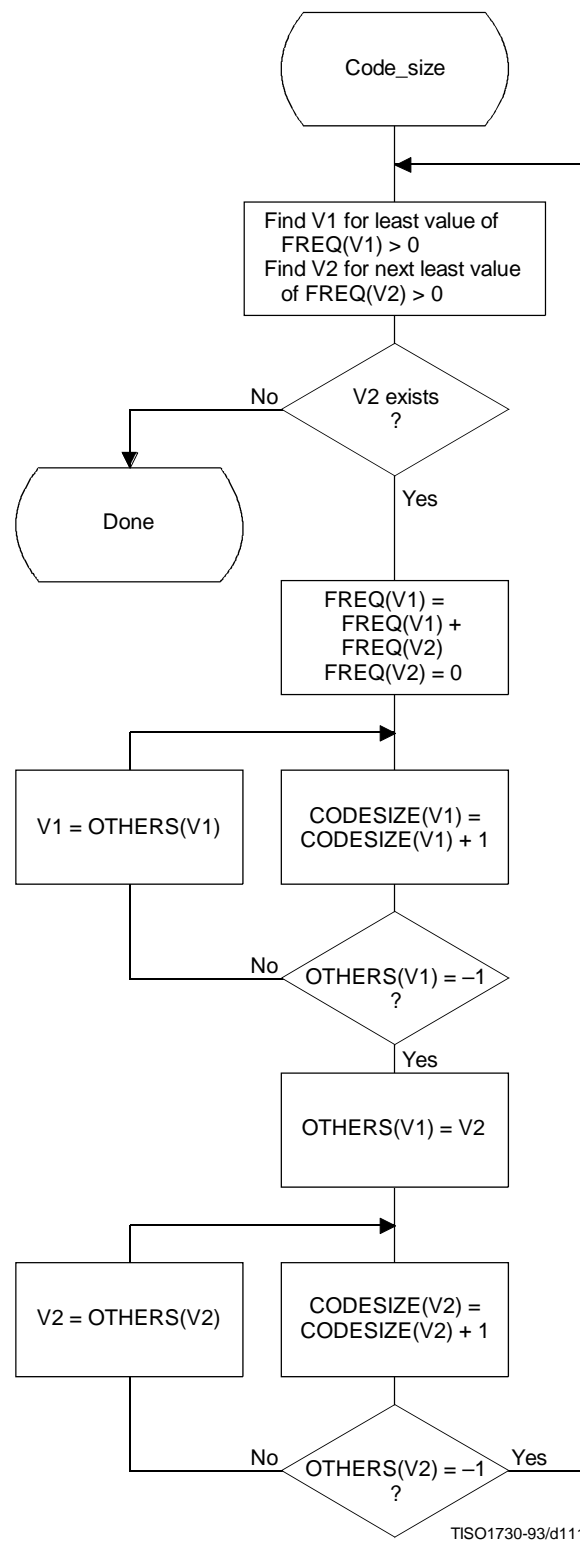 Code_size
Find V1 for least value of
FREQ(V1) > 0
Find V2 for next least value
of FREQ(V2) > 0
No
V2 exists
?
Yes
Done
FREQ(V1) =
FREQ(V1) +
FREQ(V2)
FREQ(V2) = 0
V1 = OTHERS(V1)
CODESIZE(V1) =
CODESIZE(V1) + 1
No
OTHERS(V1) = –1
?
Yes
OTHERS(V1) = V2
V2 = OTHERS(V2)
CODESIZE(V2) =
CODESIZE(V2) + 1
No
OTHERS(V2) = –1
?
Yes
TISO1730-93/d111